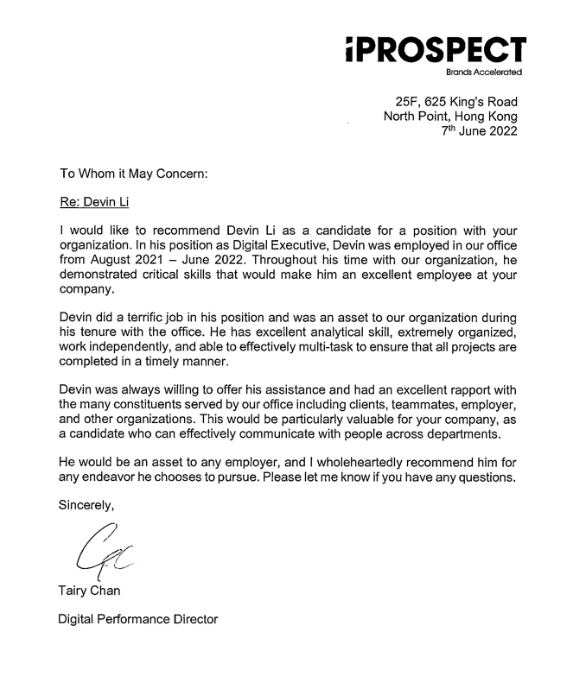 iPROSPECT
Brands Accelerated
25F, 625 King's Road
North Point, Hong Kong
7th June 2022
To Whom it May Concern:
Re: Devin Li
I would like to recommend Devin Li as a candidate for a position with your
organization. In his position as Digital Executive, Devin was employed in our office
from August 2021 – June 2022. Throughout his time with our organization, he
demonstrated critical skills that would make him an excellent employee at your
company.
Devin did a terrific job in his position and was an asset to our organization during
his tenure with the office. He has excellent analytical skill, extremely organized,
work independently, and able to effectively multi-task to ensure that all projects are
completed in a timely manner.
Devin was always willing to offer his assistance and had an excellent rapport with
the many constituents served by our office including clients, teammates, employer,
and other organizations. This would be particularly valuable for your company, as
a candidate who can effectively communicate with people across departments.
He would be an asset to any employer, and I wholeheartedly recommend him for
any endeavor he chooses to pursue. Please let me know if you have any questions.
Sincerely,
Tairy Chan
Digital Performance Director